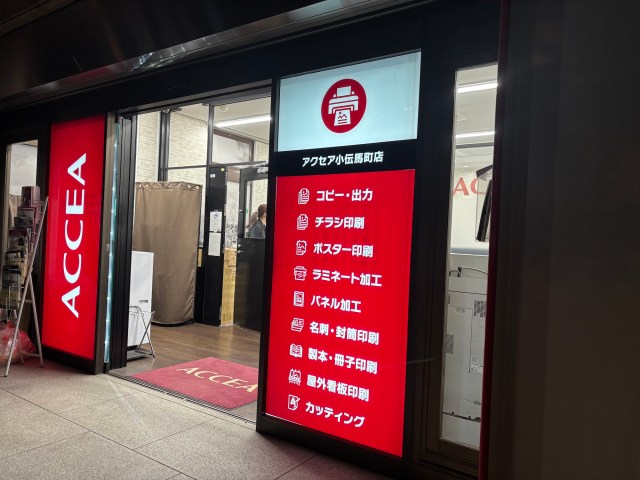 ACCEA
アクセア小伝馬町店
コピー・出力
チラシ印刷
ポスター印刷
ラミネート加工
パネル加工
名刺・封筒印刷
製本・冊子印刷
屋外看板印刷
カッティング
ACCEA
AC